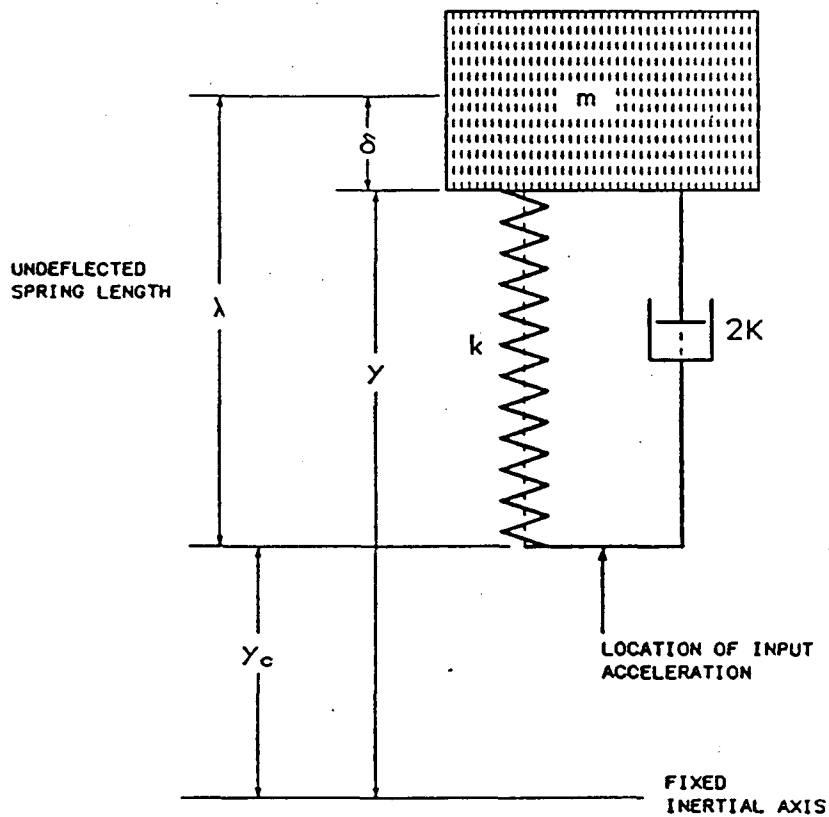 m
δ
UNDEFLECTED
SPRING LENGTH
λ
k
2K
y
yc
LOCATION OF INPUT
ACCELERATION
FIXED
INERTIAL AXIS